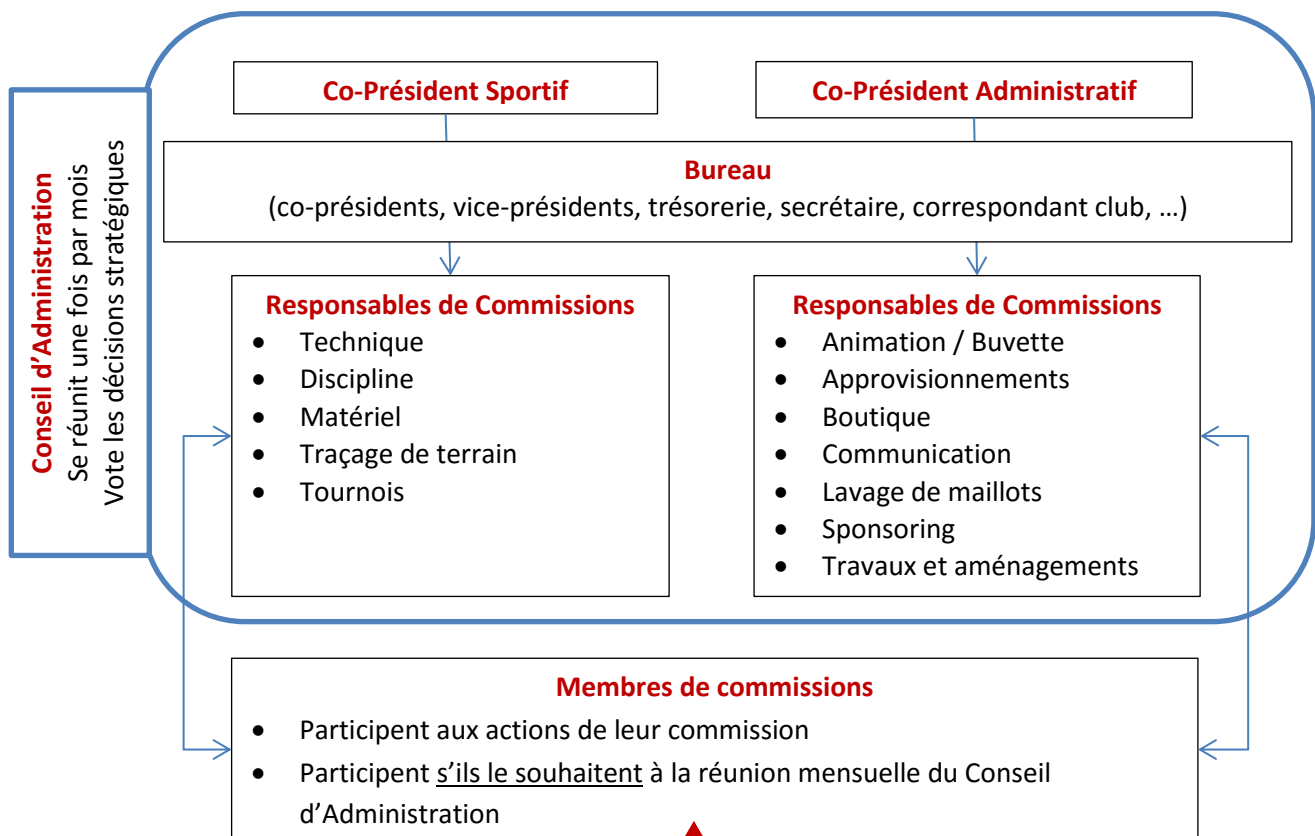 Co-Président Sportif
Co-Président Administratif
Conseil d’Administration
Se réunit une fois par mois
Vote les décisions stratégiques
Bureau
(co-présidents, vice-présidents, trésorerie, secrétaire, correspondant club, …)
Responsables de Commissions
• Technique
• Discipline
• Matériel
• Traçage de terrain
• Tournois
Responsables de Commissions
• Animation / Buvette
• Approvisionnements
• Boutique
• Communication
• Lavage de maillots
• Sponsoring
• Travaux et aménagements
Membres de commissions
• Participent aux actions de leur commission
• Participent s’ils le souhaitent à la réunion mensuelle du Conseil
d’Administration